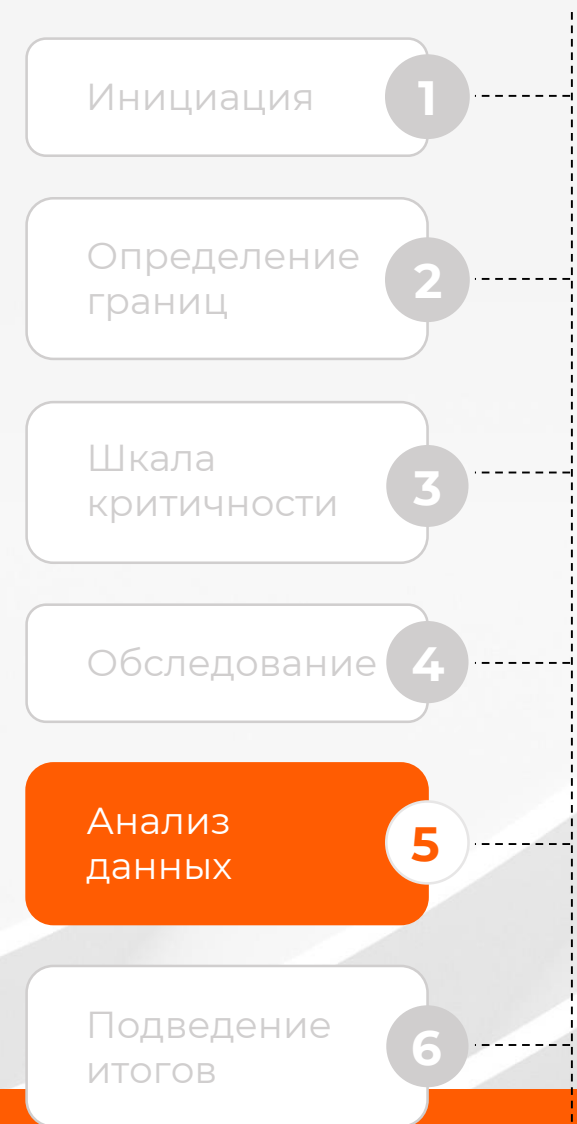 Инициация
1
Определение
границ
2
Шкала
критичности
3
Обследование
4
Анализ
данных
5
Подведение
итогов
6